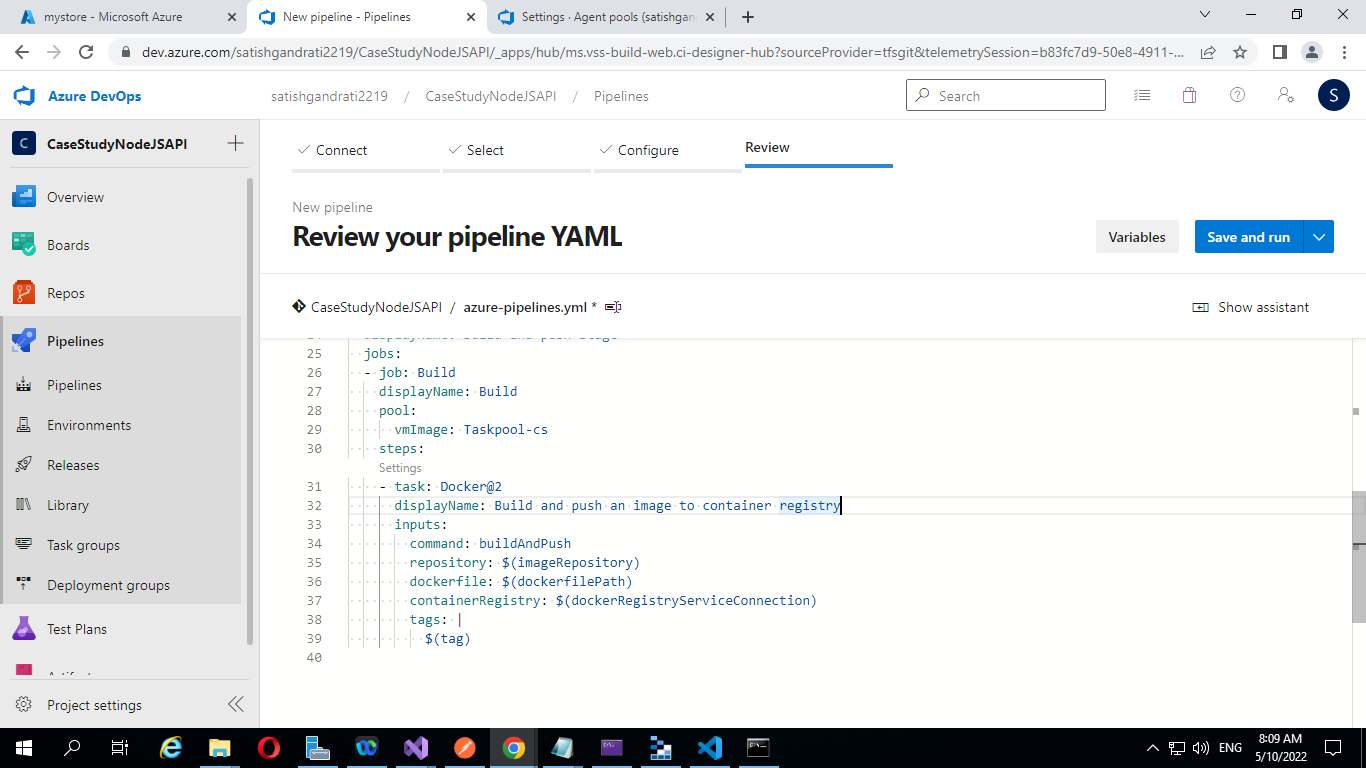 mystore - Microsoft Azure
New pipeline - Pipelines
Settings · Agent pools (satishgan
dev.azure.com/satishgandrati2219/CaseStudyNodeJSAPI/_apps/hub/ms.vss-build-web.ci-designer-hub?sourceProvider=tfsgit&telemetrySession=b83fc7d9-50e8-4911-...
Azure DevOps
satishgandrati2219 / CaseStudyNodeJSAPI / Pipelines
Search
S
C CaseStudyNodeJSAPI
Overview
Boards
Repos
Pipelines
Pipelines
Environments
Releases
Library
Task groups
Deployment groups
Test Plans
Project settings
Connect
Select
Configure
Review
New pipeline
Review your pipeline YAML
Variables
Save and run
CaseStudyNodeJSAPI / azure-pipelines.yml *
Show assistant
25 jobs:
26 - job: Build
27 displayName: Build
28 pool:
29 vmImage: Taskpool-cs
30 steps:
Settings
31 - task: Docker@2
32 displayName: Build and push an image to container registry
33 inputs:
34 command: buildAndPush
35 repository: $(imageRepository)
36 dockerfile: $(dockerfilePath)
37 containerRegistry: $(dockerRegistryServiceConnection)
38 tags: |
39 $(tag)
40
ENG
8:09 AM
5/10/2022